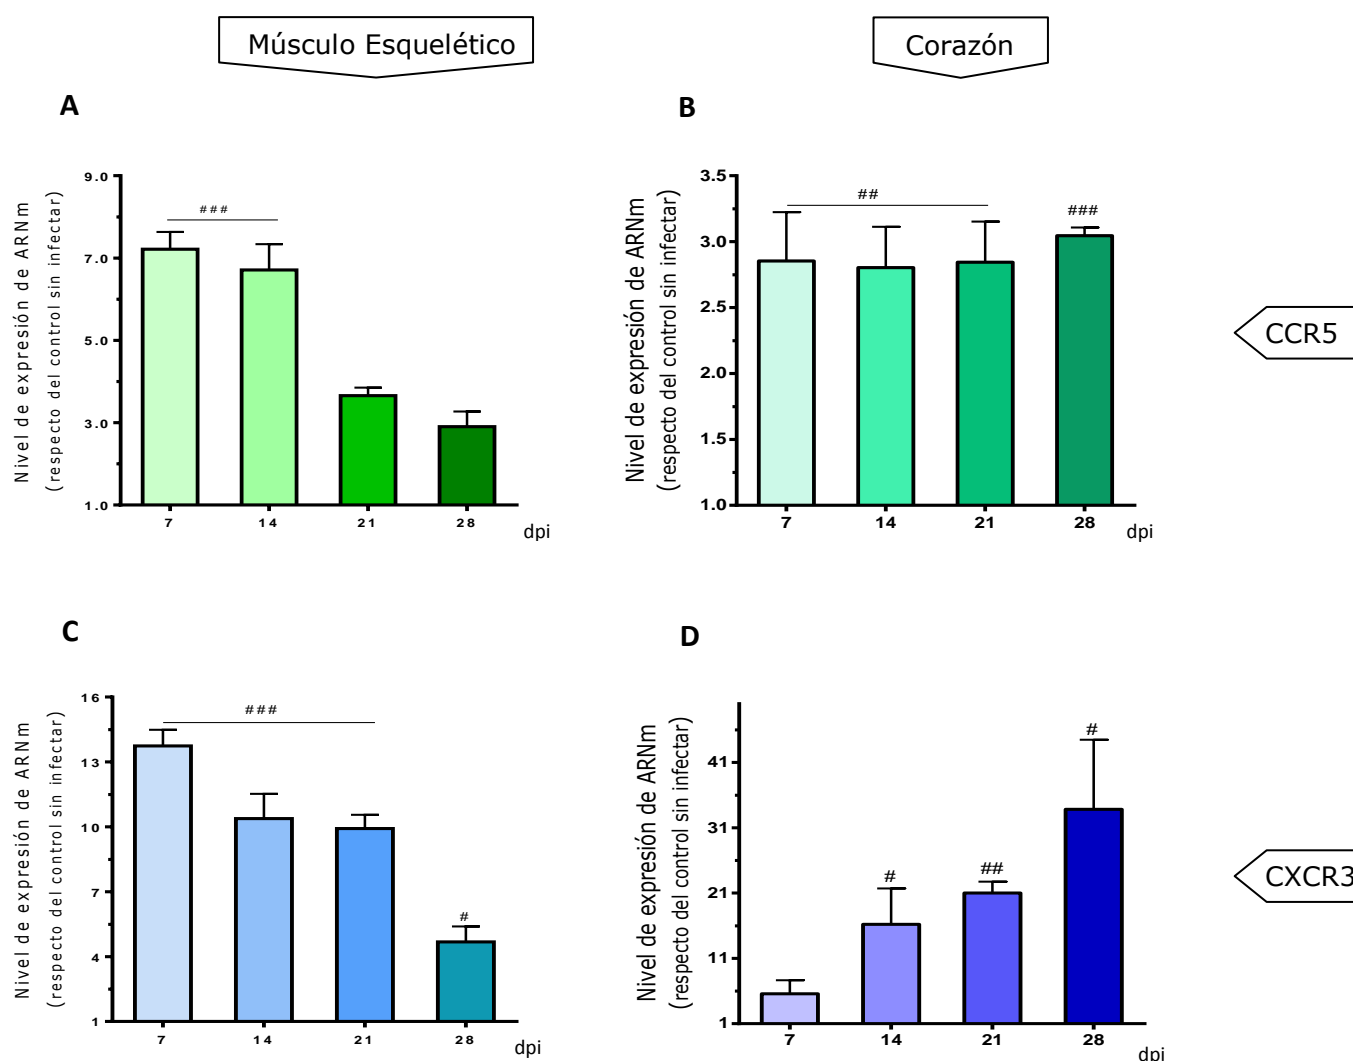 Músculo Esquelético
Corazón
A
Nivel de expresión de ARNm
(respecto del control sin infectar)
9.0
7.0
5.0
3.0
1.0
###
7 14 21 28
dpi
B
Nivel de expresión de ARNm
(respecto del control sin infectar)
3.5
3.0
2.5
2.0
1.5
1.0
##
###
7 14 21 28
dpi
CCR5
C
Nivel de expresión de ARNm
(respecto del control sin infectar)
16
13
10
7
4
1
###
#
7 14 21 28
dpi
D
Nivel de expresión de ARNm
(respecto del control sin infectar)
41
31
21
11
1
#
##
#
7 14 21 28
dpi
CXCR3